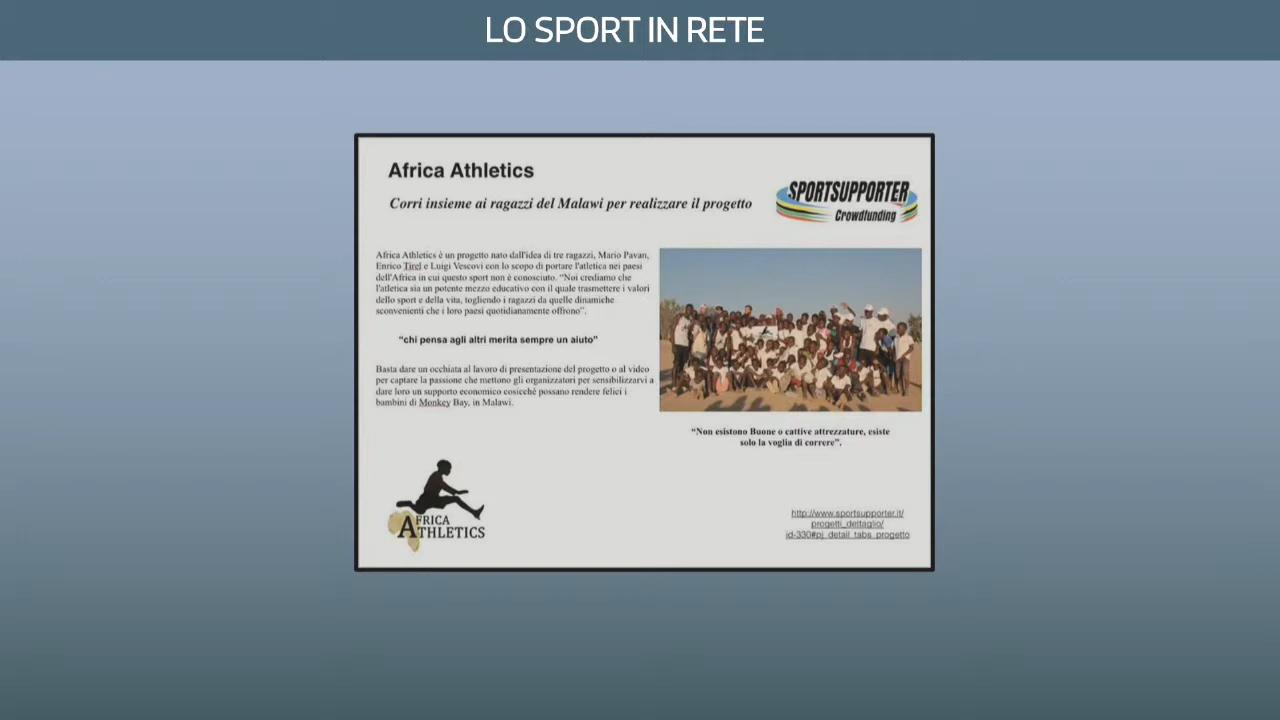 LO SPORT IN RETE
Africa Athletics
Corri insieme ai ragazzi del Malawi per realizzare il progetto
SPORTSUPPORTER
Crowdfunding
Africa Athletics è un progetto nato dall'idea di tre ragazzi, Mario Pavan,
Enrico Tirel e Luigi Vescovi con lo scopo di portare l'atletica nei paesi
dell'Africa in cui questo sport non è conosciuto. "Noi crediamo che
l'atletica sia un potente mezzo educativo con il quale trasmettere i valori
dello sport e della vita, togliendo i ragazzi da quelle dinamiche
sconvenienti che i loro paesi quotidianamente offrono".
"chi pensa agli altri merita sempre un aiuto"
Basta dare un occhiata al lavoro di presentazione del progetto o al video
per captare la passione che mettono gli organizzatori per sensibilizzarvi a
dare loro un supporto economico cosicchè possano rendere felici i
bambini di Monkey Bay, in Malawi.
"Non esistono Buone o cattive attrezzature, esiste
solo la voglia di correre".
AFRICA
ATHLETICS
http://www.sportsupporter.it/
progetti_dettaglio/
id-330#pj_detail_tabs_progetto